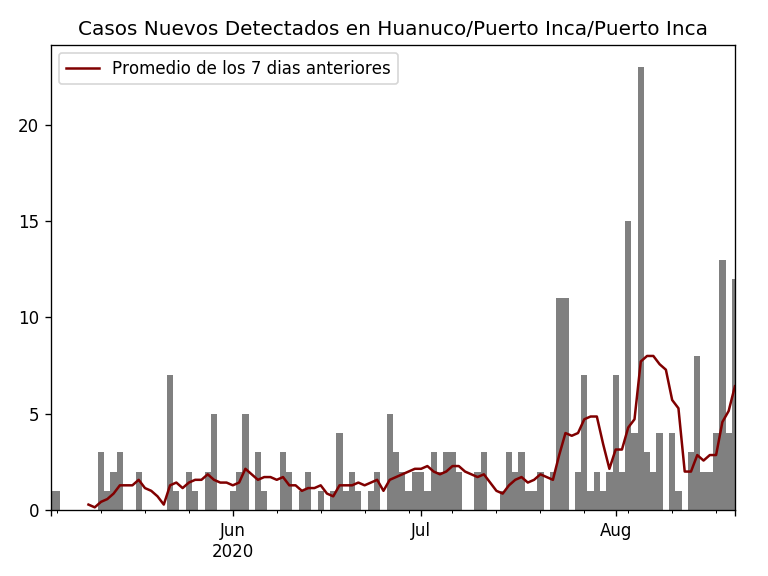 Casos Nuevos Detectados en Huanuco/Puerto Inca/Puerto Inca
Promedio de los 7 dias anteriores
20
15
10
5
0
Jun
2020
Jul
Aug